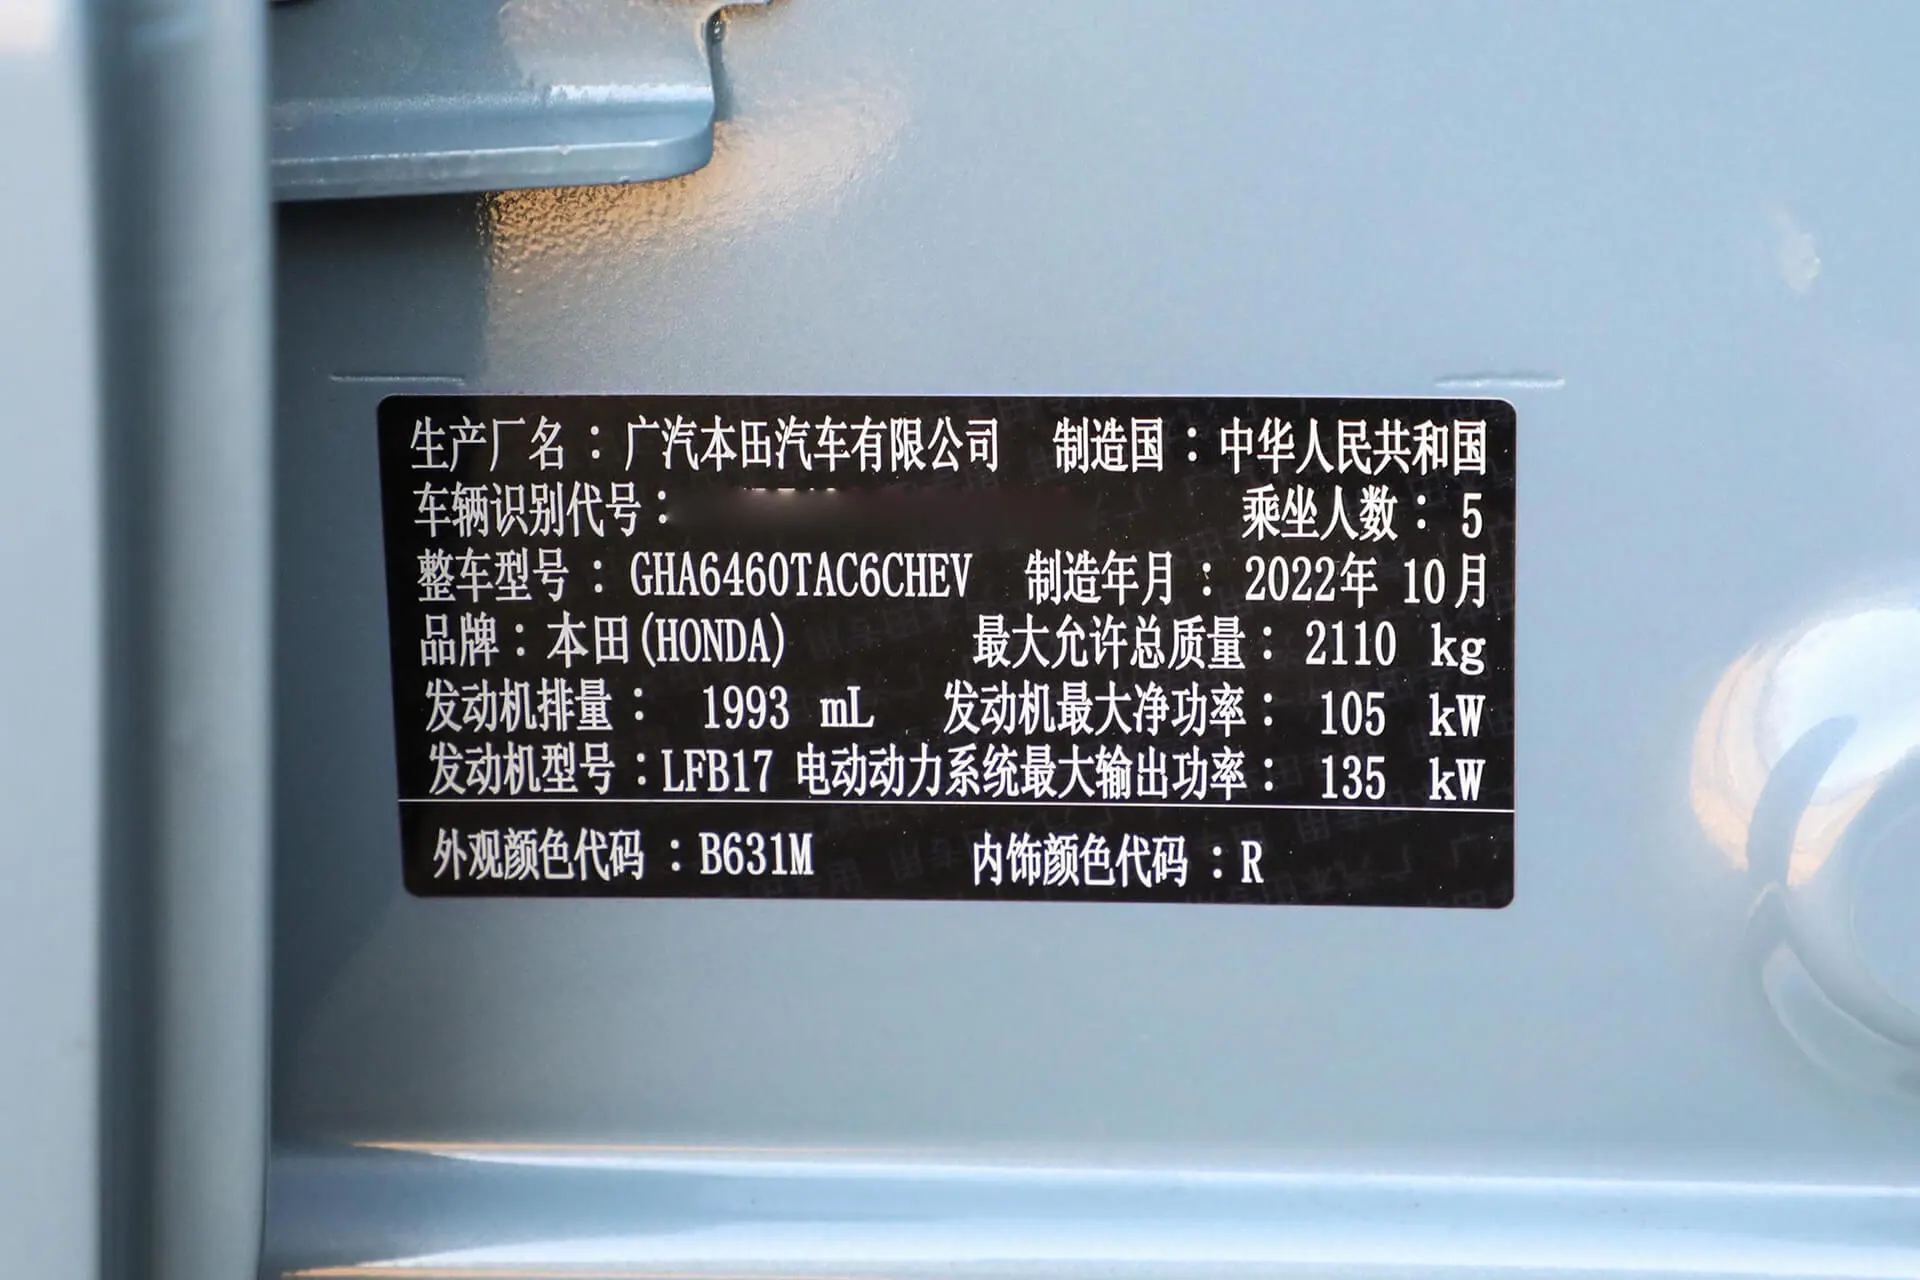 生产厂名：广汽本田汽车有限公司 制造国：中华人民共和国
车辆识别代号： 乘坐人数：5
整车型号：GHA6460TAC6CHEV 制造年月：2022年 10月
品牌：本田(HONDA) 最大允许总质量：2110 kg
发动机排量： 1993 mL 发动机最大净功率： 105 kW
发动机型号：LFB17 电动动力系统最大输出功率： 135 kW
外观颜色代码：B631M 内饰颜色代码：R